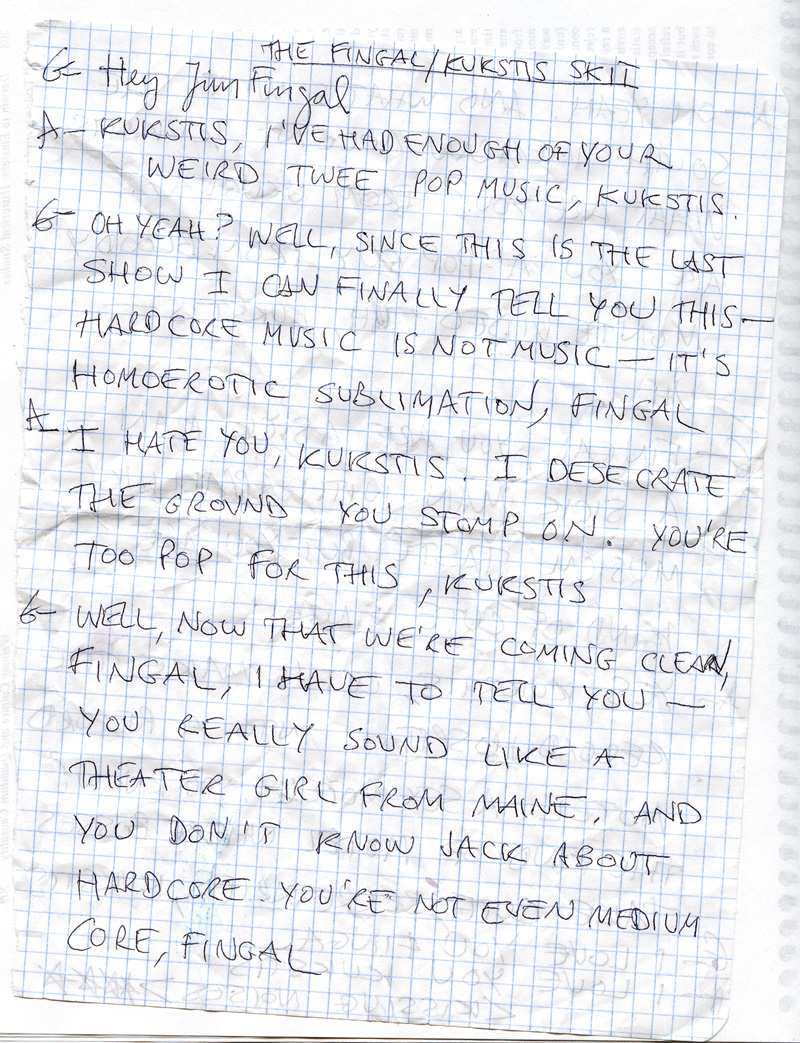 THE FINGAL/KUKSTIS SKIT
G- Hey Jim Fingal
A- KUKSTIS, I'VE HAD ENOUGH OF YOUR
WEIRD TWEE POP MUSIC, KUKSTIS.
G- OH YEAH? WELL, SINCE THIS IS THE LAST
SHOW I CAN FINALLY TELL YOU THIS—
HARDCORE MUSIC IS NOT MUSIC — IT'S
HOMOEROTIC SUBLIMATION, FINGAL
A- I HATE YOU, KUKSTIS. I DESECRATE
THE GROUND YOU STOMP ON. YOU'RE
TOO POP FOR THIS, KUKSTIS
G- WELL, NOW THAT WE'RE COMING CLEAN,
FINGAL, I HAVE TO TELL YOU —
YOU REALLY SOUND LIKE A
THEATER GIRL FROM MAINE. AND
YOU DON'T KNOW JACK ABOUT
HARDCORE. YOU'RE NOT EVEN MEDIUM
CORE, FINGAL